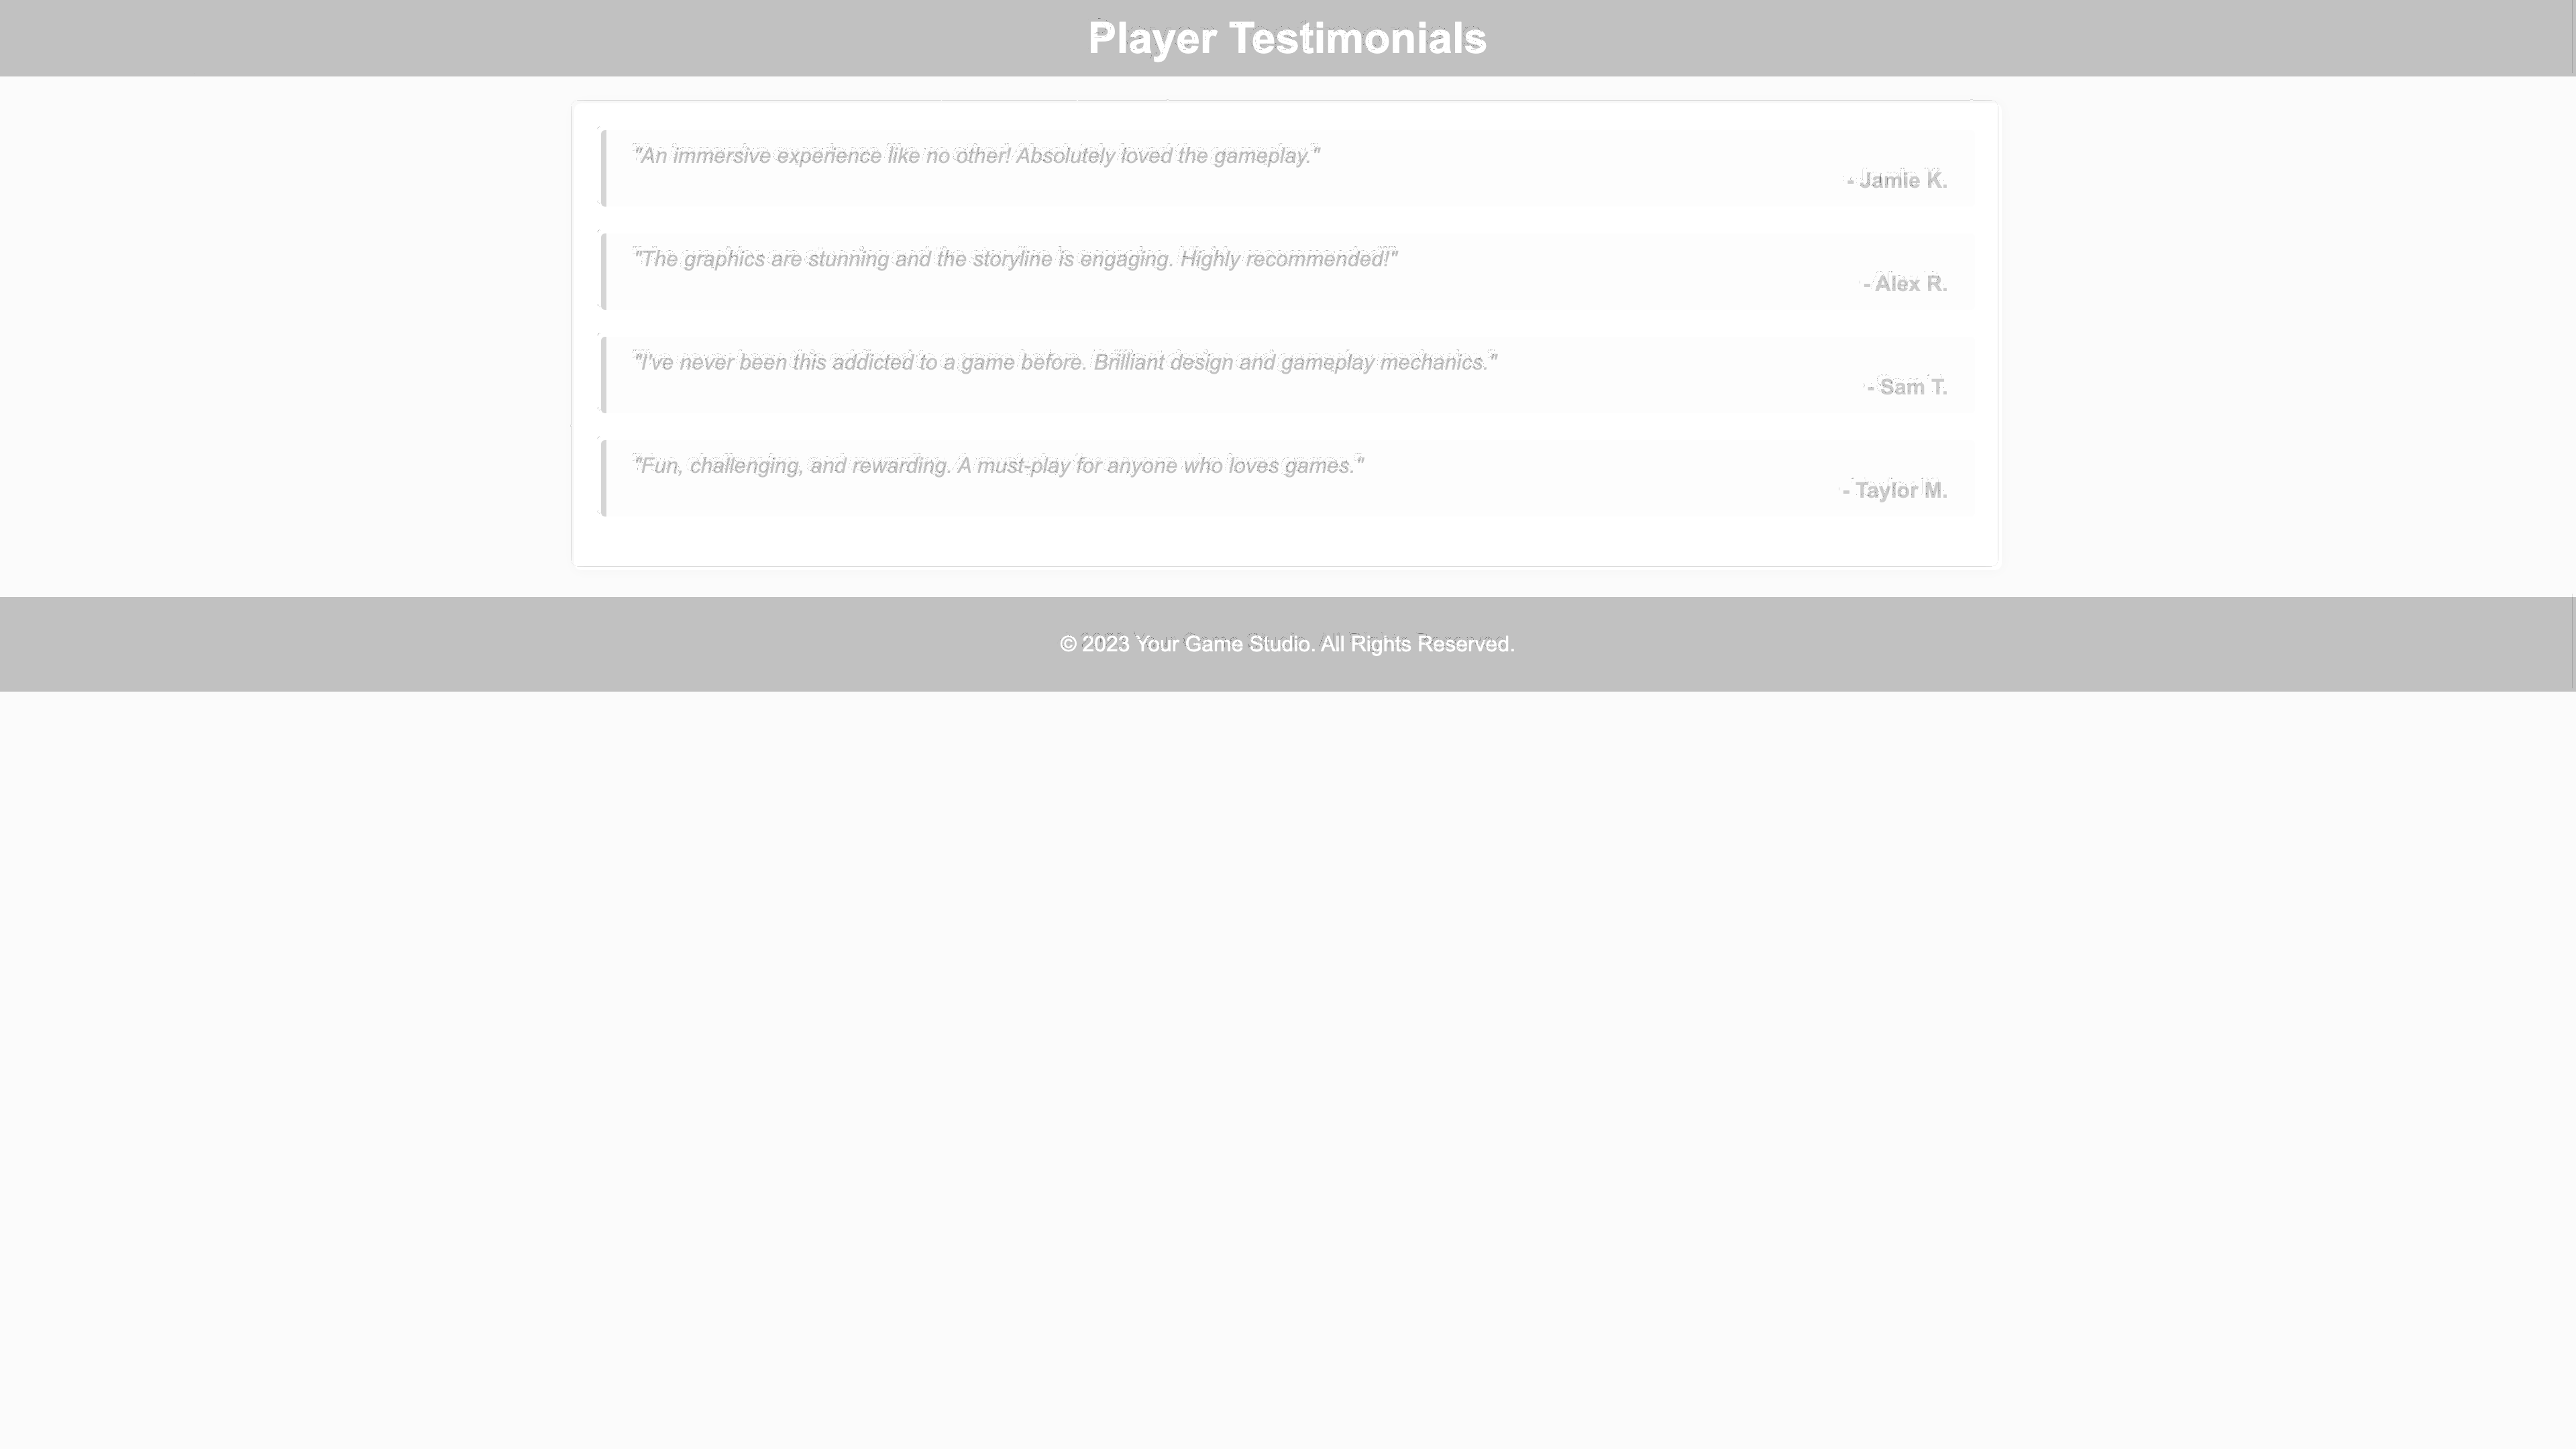 Player Testimonials
"An immersive experience like no other! Absolutely loved the gameplay."
- Jamie K.
"The graphics are stunning and the storyline is engaging. Highly recommended!"
- Alex R.
"I've never been this addicted to a game before. Brilliant design and gameplay mechanics."
- Sam T.
"Fun, challenging, and rewarding. A must-play for anyone who loves games."
- Taylor M.
© 2023 Your Game Studio. All Rights Reserved.